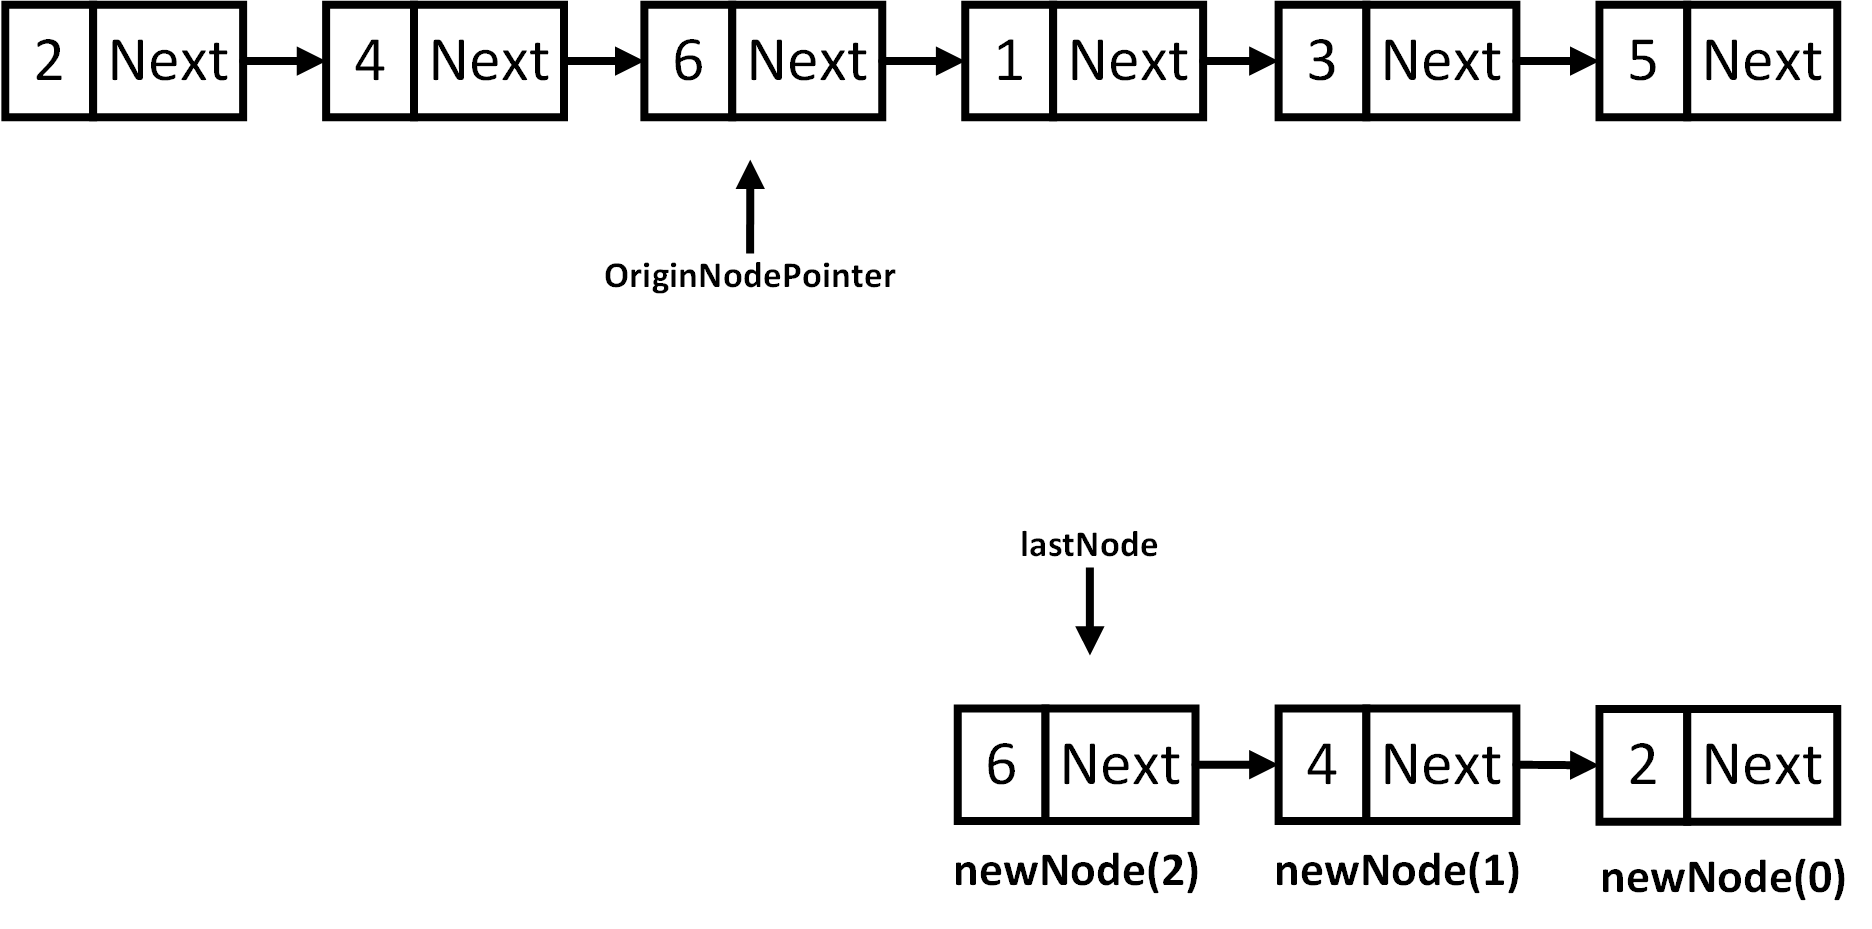 2 Next 4 Next 6 Next 1 Next 3 Next 5 Next
OriginNodePointer
lastNode
6 Next 4 Next 2 Next
newNode(2) newNode(1) newNode(0)